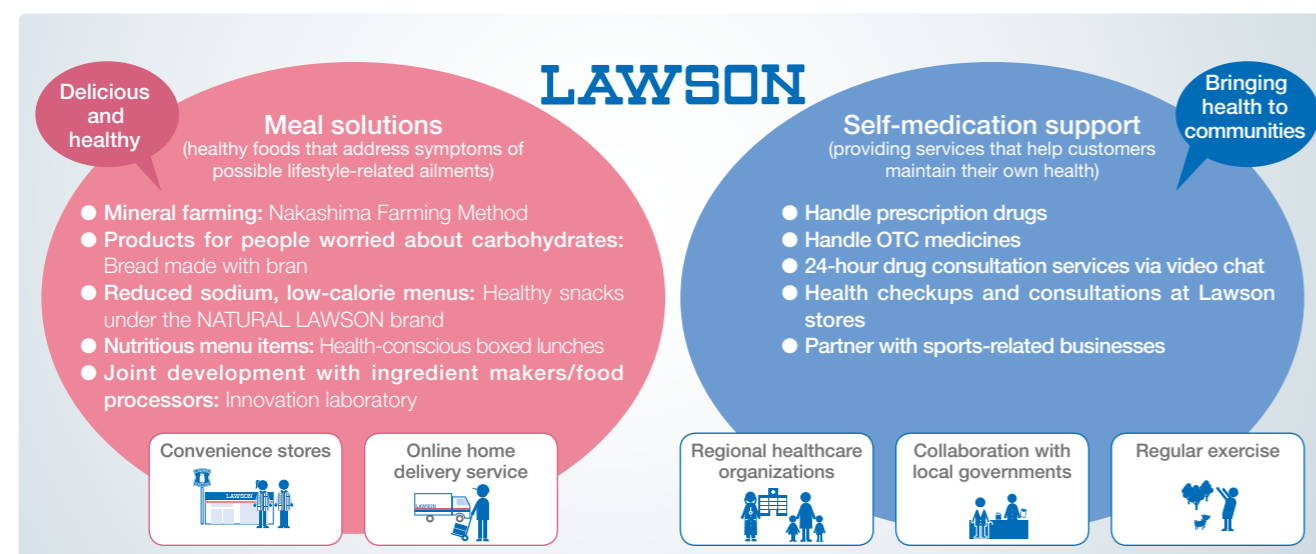 LAWSON
Delicious
and
healthy
Meal solutions
(healthy foods that address symptoms of
possible lifestyle-related ailments)
● Mineral farming: Nakashima Farming Method
● Products for people worried about carbohydrates:
Bread made with bran
● Reduced sodium, low-calorie menus: Healthy snacks
under the NATURAL LAWSON brand
● Nutritious menu items: Health-conscious boxed lunches
● Joint development with ingredient makers/food
processors: Innovation laboratory
Convenience stores
LAWSON
Online home
delivery service
LAWSON
Bringing
health to
communities
Self-medication support
(providing services that help customers
maintain their own health)
● Handle prescription drugs
● Handle OTC medicines
● 24-hour drug consultation services via video chat
● Health checkups and consultations at Lawson
stores
● Partner with sports-related businesses
Regional healthcare
organizations
Collaboration with
local governments
Regular exercise